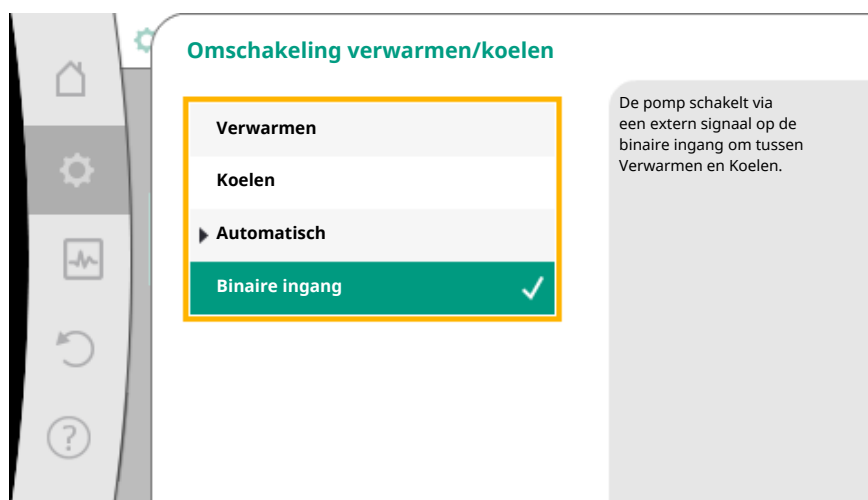 Omschakeling verwarmen/koelen
Verwarmen
Koelen
Automatisch
Binaire ingang
De pomp schakelt via
een extern signaal op de
binaire ingang om tussen
Verwarmen en Koelen.
?